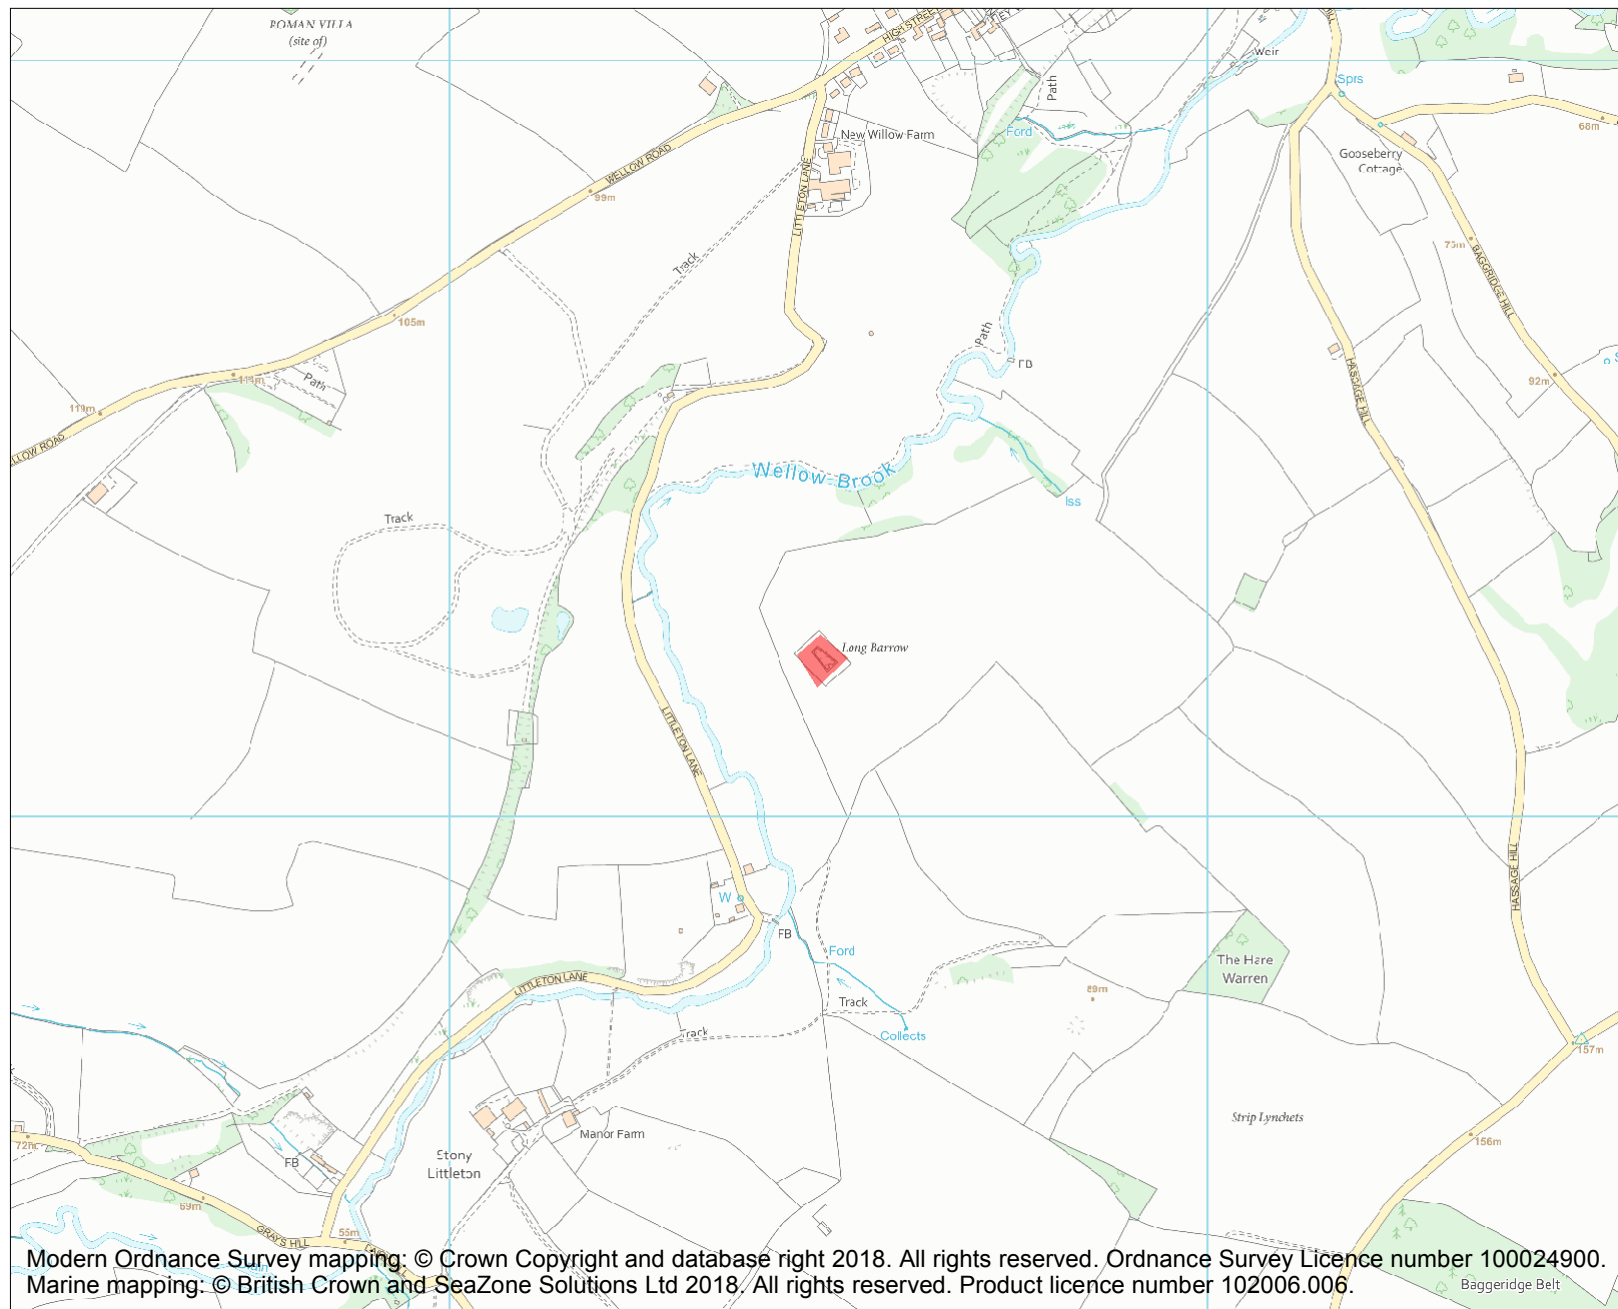 ROMAN VILLA
(site of)
HIGH STREET
Weir
Path
Sprs
Ford
New Willow Farm
68m
Gooseberry
Cottage
WELLOW ROAD
99m
LITTLETON LANE
Track
75m
BAGGRIDGE HILL
105m
Path
FB
HASSAGE HILL
92m
111m
Path
119m
LLOW ROAD
Wellow Brook
Iss
Track
Long Barrow
LITTLETON LANE
HASSAGE HILL
W
FB
Ford
The Hare
Warren
LITTLETON LANE
89m
Track
Collects
Track
157m
Strip Lynchets
Manor Farm
72m
156m
Stony
Littleton
FB
69m
55m
GRAYS HILL
Modern Ordnance Survey mapping: © Crown Copyright and database right 2018. All rights reserved. Ordnance Survey Licence number 100024900.
Marine mapping: © British Crown and SeaZone Solutions Ltd 2018. All rights reserved. Product licence number 102006.006.
Baggeridge Belt